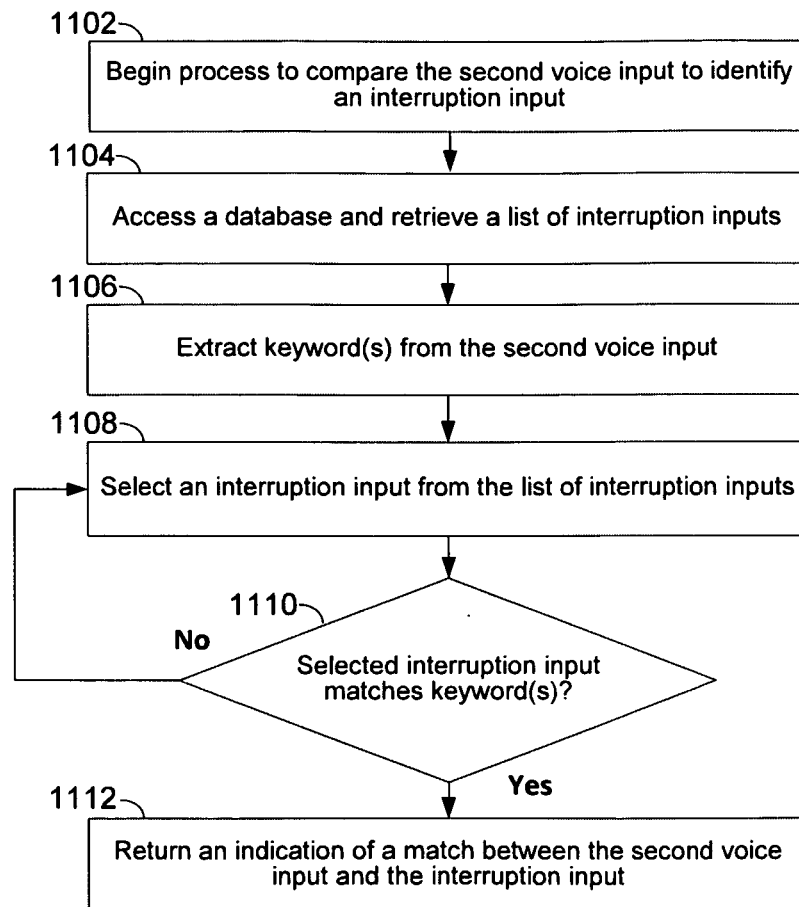 1102
Begin process to compare the second voice input to identify
an interruption input
1104
Access a database and retrieve a list of interruption inputs
1106
Extract keyword(s) from the second voice input
1108
Select an interruption input from the list of interruption inputs
1110
No
Selected interruption input
matches keyword(s)?
Yes
1112
Return an indication of a match between the second voice
input and the interruption input